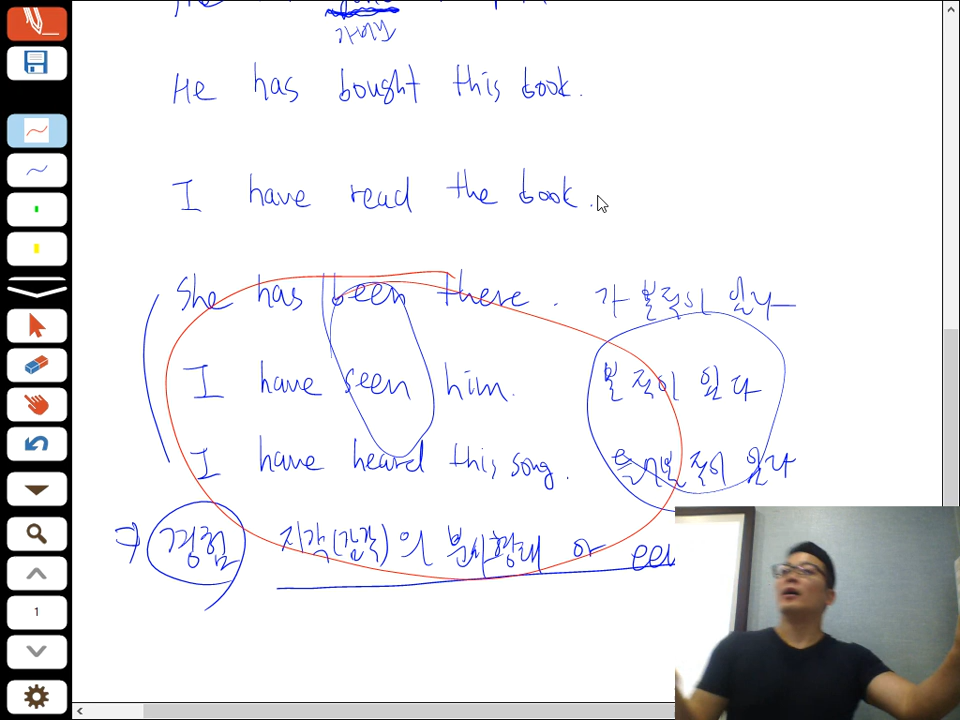 He has bought this book.
I have read the book.
She has been there. 가 본적이 있다
I have seen him. 본 적이 있다
I have heard this song. 들어본 적이 있다
⇒ 경험 지각(감각)의 분사형태 or
1